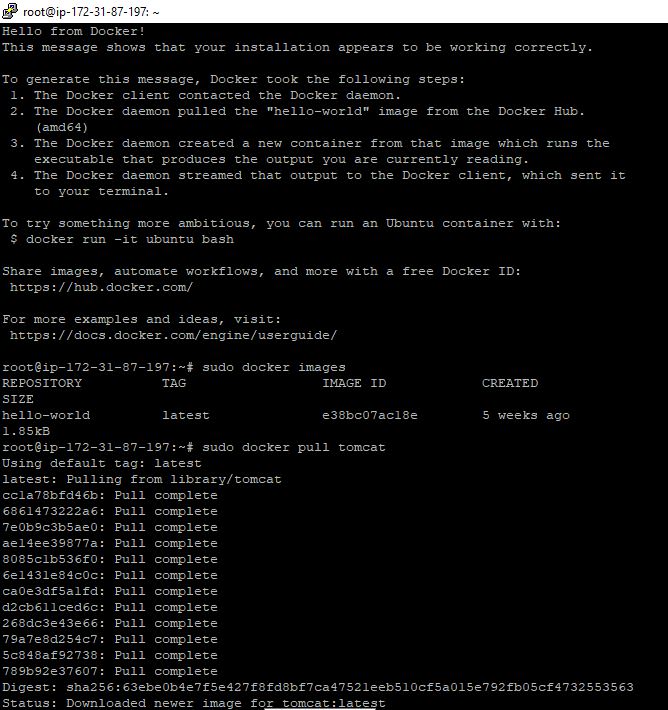 root@ip-172-31-87-197: ~
Hello from Docker!
This message shows that your installation appears to be working correctly.
To generate this message, Docker took the following steps:
1. The Docker client contacted the Docker daemon.
2. The Docker daemon pulled the "hello-world" image from the Docker Hub.
(amd64)
3. The Docker daemon created a new container from that image which runs the
executable that produces the output you are currently reading.
4. The Docker daemon streamed that output to the Docker client, which sent it
to your terminal.
To try something more ambitious, you can run an Ubuntu container with:
$ docker run -it ubuntu bash
Share images, automate workflows, and more with a free Docker ID:
https://hub.docker.com/
For more examples and ideas, visit:
https://docs.docker.com/engine/userguide/
root@ip-172-31-87-197:~# sudo docker images
REPOSITORY TAG IMAGE ID CREATED
SIZE
hello-world latest e38bc07ac18e 5 weeks ago
1.85kB
root@ip-172-31-87-197:~# sudo docker pull tomcat
Using default tag: latest
latest: Pulling from library/tomcat
cc1a78bfd46b: Pull complete
6861473222a6: Pull complete
7e0b9c3b5ae0: Pull complete
ae14ee39877a: Pull complete
8085c1b536f0: Pull complete
6e1431e84c0c: Pull complete
ca0e3df5a1fd: Pull complete
d2cb611ced6c: Pull complete
268dc3e43e66: Pull complete
79a7e8d254c7: Pull complete
5c848af92738: Pull complete
789b92e37607: Pull complete
Digest: sha256:63ebe0b4e7f5e427f8fd8bf7ca47521eeb510cf5a015e792fb05cf4732553563
Status: Downloaded newer image for tomcat:latest